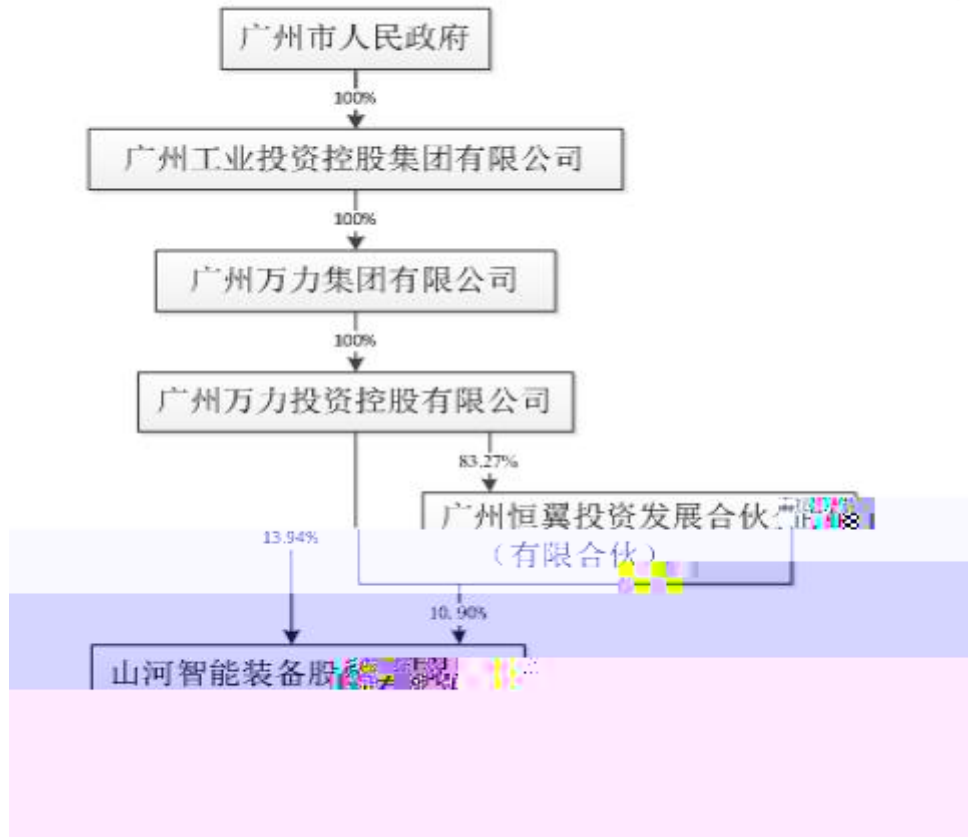 广州市人民政府
100%
广州工业投资控股集团有限公司
100%
广州万力集团有限公司
100%
广州万力投资控股有限公司
83.27%
广州恒翼投资发展合伙
（有限合伙）
13.94%
10.90%
山河智能装备股